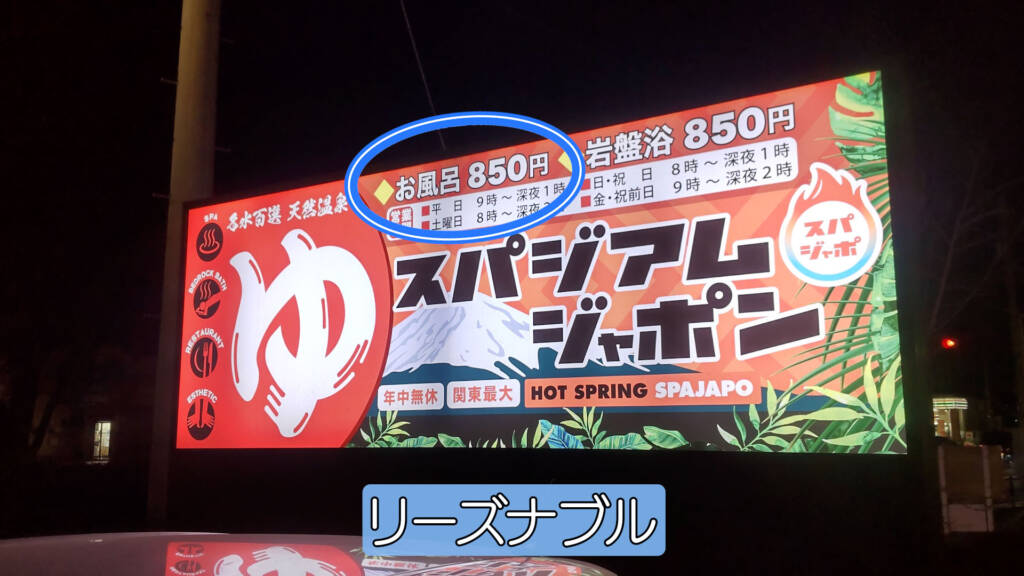 SPA
BEDROCK BATH
RESTAURANT
ESTHETIC
名水百選 天然温泉
ゆ
お風呂 850円
岩盤浴 850円
営業
平 日 9時～深夜1時
土曜日 8時～深夜
日・祝 日 8時～深夜1時
金・祝前日 9時～深夜2時
スパジアム
ジャポン
スパ
ジャポ
年中無休
関東最大
HOT SPRING SPAJAPO
リーズナブル
年中無休